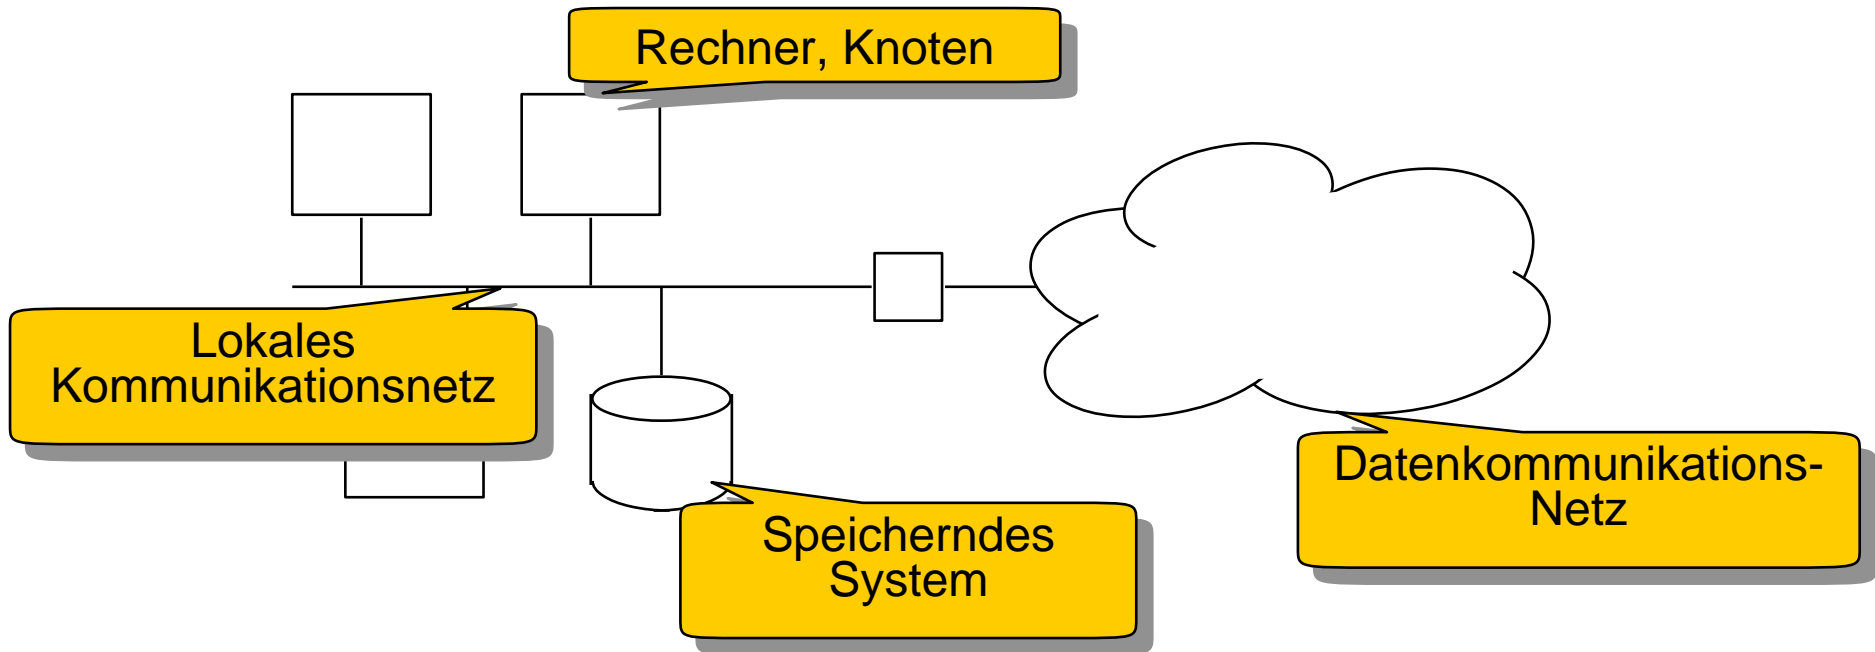 Rechner, Knoten
Lokales
Kommunikationsnetz
Speicherndes
System
Datenkommunikations-
Netz